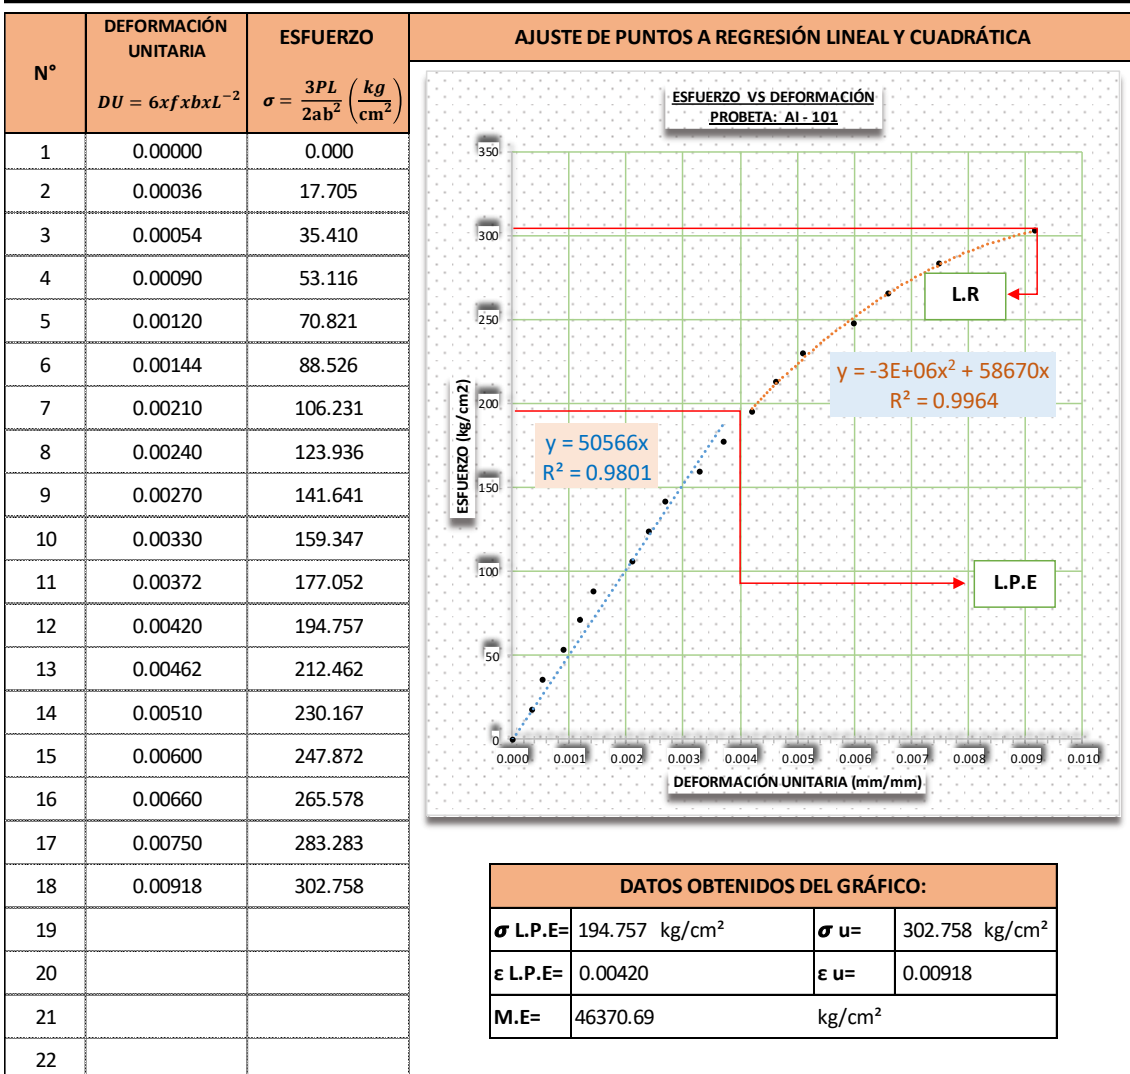 N°
DEFORMACIÓN
UNITARIA
DU = 6xfxbxL⁻²
ESFUERZO
σ = 3PL / 2ab² (kg / cm²)
AJUSTE DE PUNTOS A REGRESIÓN LINEAL Y CUADRÁTICA
1 0.00000 0.000
2 0.00036 17.705
3 0.00054 35.410
4 0.00090 53.116
5 0.00120 70.821
6 0.00144 88.526
7 0.00210 106.231
8 0.00240 123.936
9 0.00270 141.641
10 0.00330 159.347
11 0.00372 177.052
12 0.00420 194.757
13 0.00462 212.462
14 0.00510 230.167
15 0.00600 247.872
16 0.00660 265.578
17 0.00750 283.283
18 0.00918 302.758
19
20
21
22
ESFUERZO VS DEFORMACIÓN
PROBETA: AI - 101
350
300
250
200
150
100
50
0
ESFUERZO (kg/cm2)
L.R
y = -3E+06x² + 58670x
R² = 0.9964
y = 50566x
R² = 0.9801
L.P.E
0.000 0.001 0.002 0.003 0.004 0.005 0.006 0.007 0.008 0.009 0.010
DEFORMACIÓN UNITARIA (mm/mm)
DATOS OBTENIDOS DEL GRÁFICO:
σ L.P.E= 194.757 kg/cm² σ u= 302.758 kg/cm²
ε L.P.E= 0.00420 ε u= 0.00918
M.E= 46370.69 kg/cm²